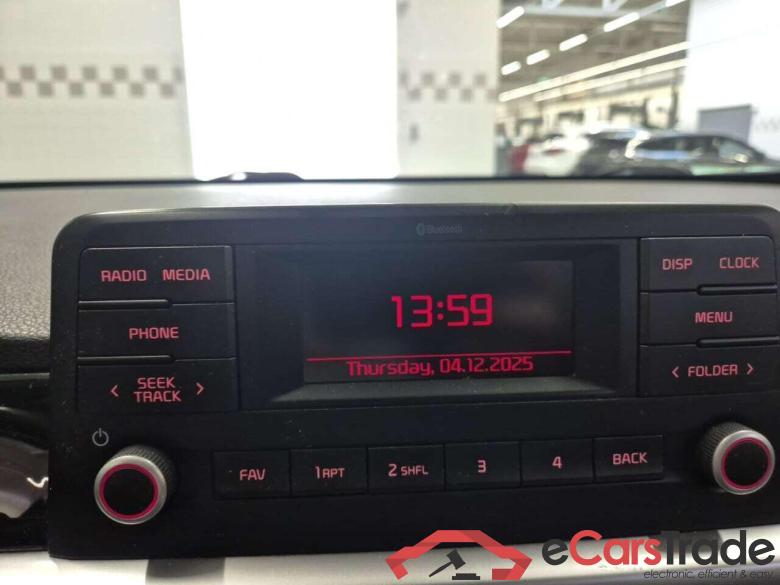 Bluetooth
RADIO MEDIA
DISP CLOCK
13:59
PHONE
MENU
Thursday, 04.12.2025
< SEEK TRACK >
< FOLDER >
FAV 1 RPT 2 SHFL 3 4 BACK
eCarsTrade
electronic, efficient & easy